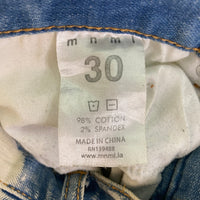 mnml
30
98% COTTON
2% SPANDEX
MADE IN CHINA
RN139488
www.mnml.la